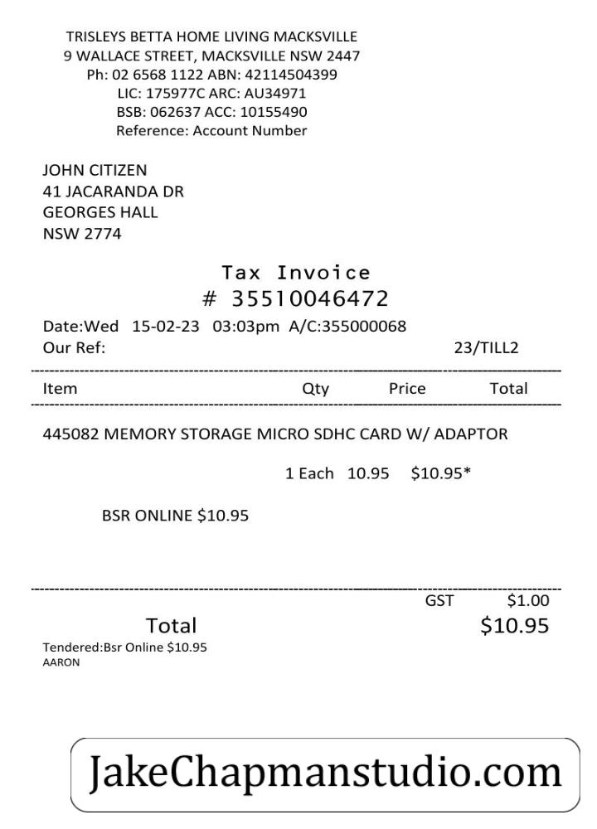 TRISLEYS BETTA HOME LIVING MACKSVILLE
9 WALLACE STREET, MACKSVILLE NSW 2447
Ph: 02 6568 1122 ABN: 42114504399
LIC: 175977C ARC: AU34971
BSB: 062637 ACC: 10155490
Reference: Account Number
JOHN CITIZEN
41 JACARANDA DR
GEORGES HALL
NSW 2774
Tax Invoice
# 35510046472
Date:Wed 15-02-23 03:03pm A/C:355000068
Our Ref: 23/TILL2
Item Qty Price Total
445082 MEMORY STORAGE MICRO SDHC CARD W/ ADAPTOR
1 Each 10.95 $10.95*
BSR ONLINE $10.95
GST $1.00
Total $10.95
Tendered:Bsr Online $10.95
AARON
JakeChapmanstudio.com